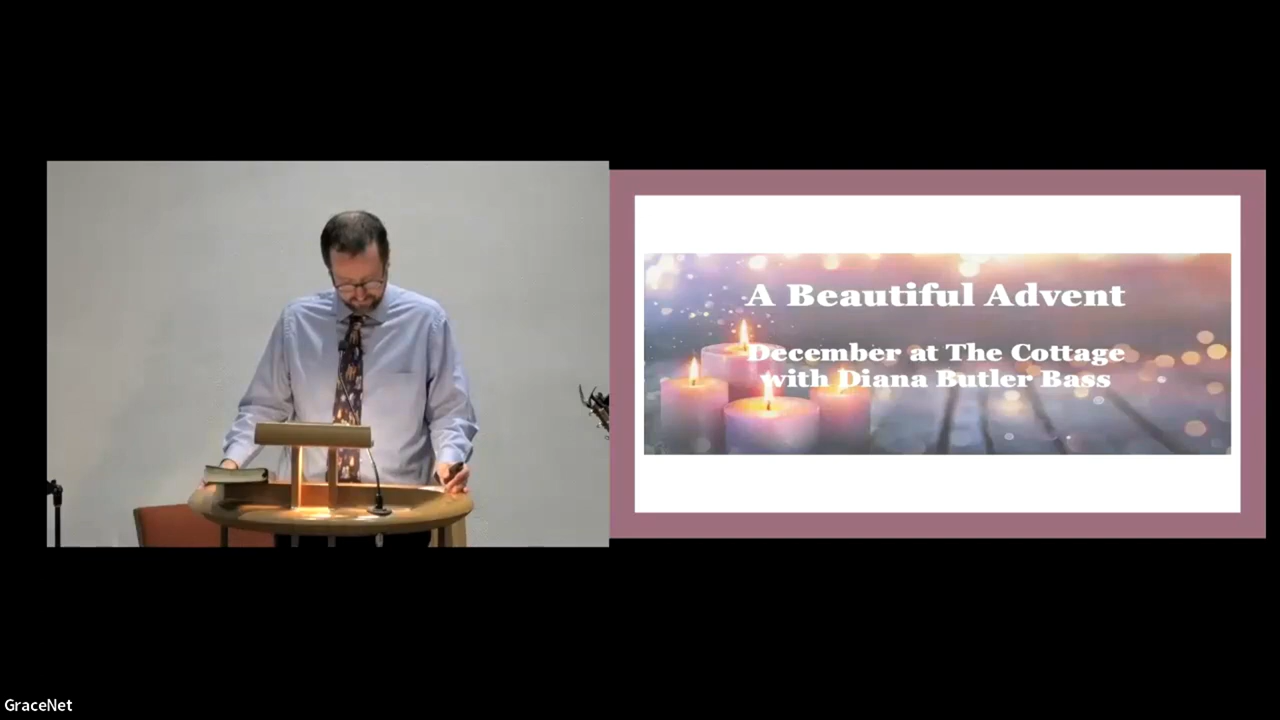 A Beautiful Advent
December at The Cottage
with Diana Butler Bass
GraceNet